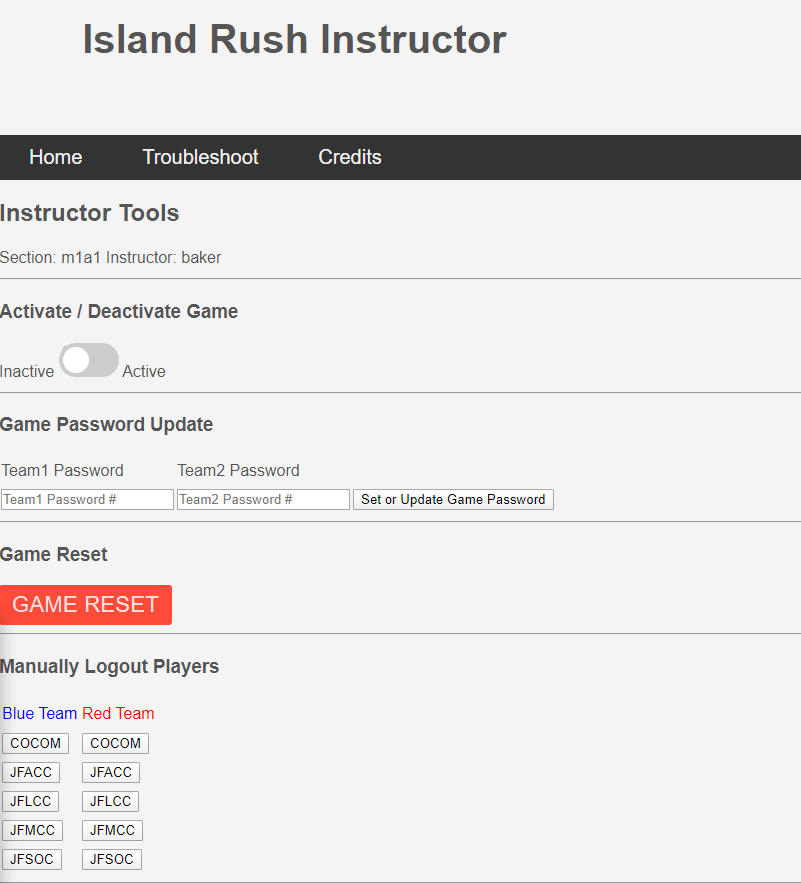 Island Rush Instructor
Home Troubleshoot Credits
Instructor Tools
Section: m1a1 Instructor: baker
Activate / Deactivate Game
Inactive Active
Game Password Update
Team1 Password Team2 Password
Team1 Password # Team2 Password # Set or Update Game Password
Game Reset
GAME RESET
Manually Logout Players
Blue Team Red Team
COCOM COCOM
JFACC JFACC
JFLCC JFLCC
JFMCC JFMCC
JFSOC JFSOC